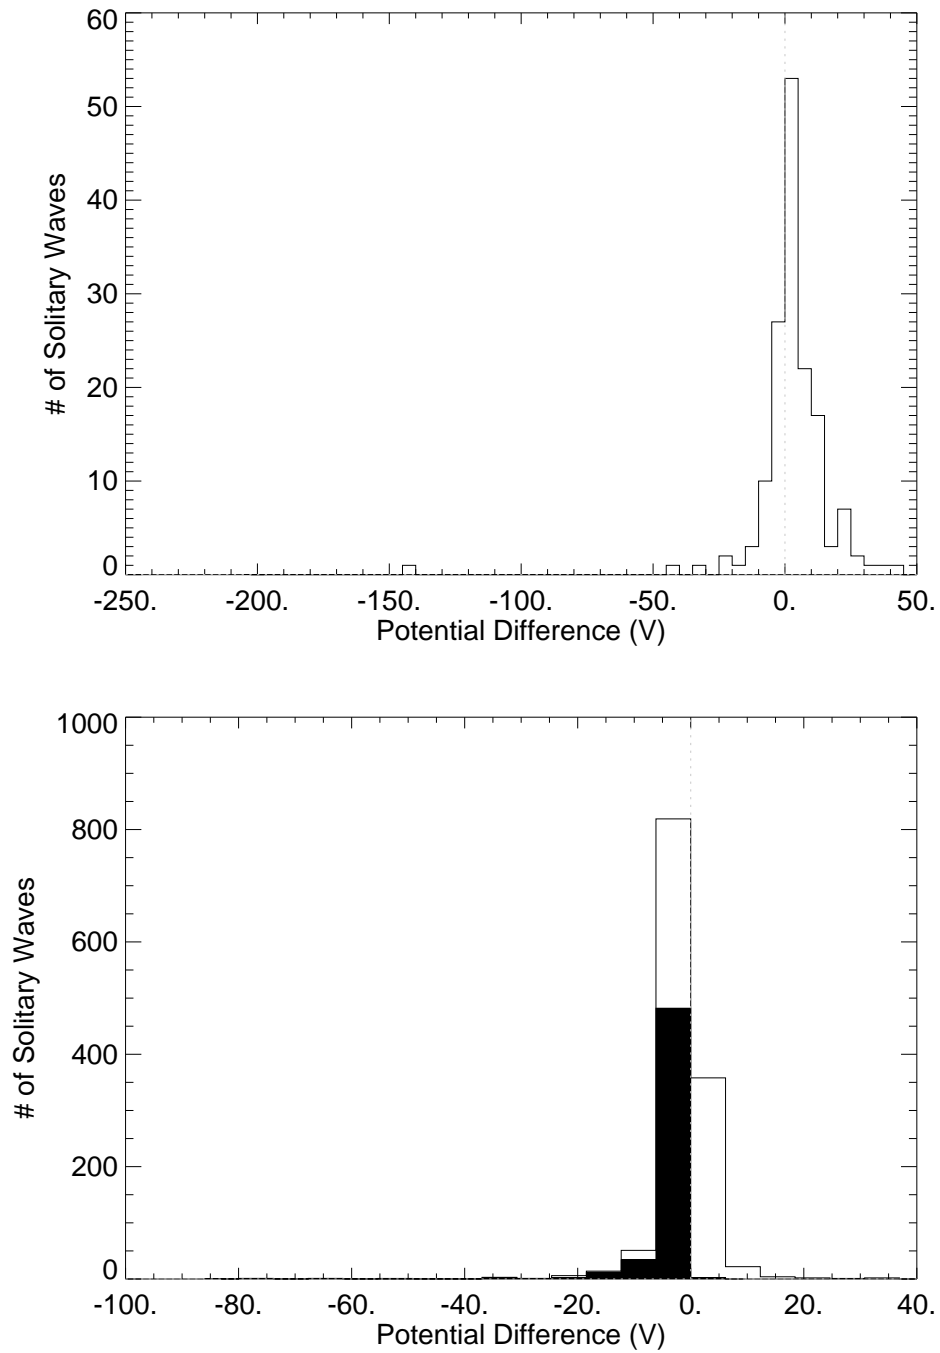 60
50
40
30
20
10
0
# of Solitary Waves
-250. -200. -150. -100. -50. 0. 50.
Potential Difference (V)
1000
800
600
400
200
0
# of Solitary Waves
-100. -80. -60. -40. -20. 0. 20. 40.
Potential Difference (V)